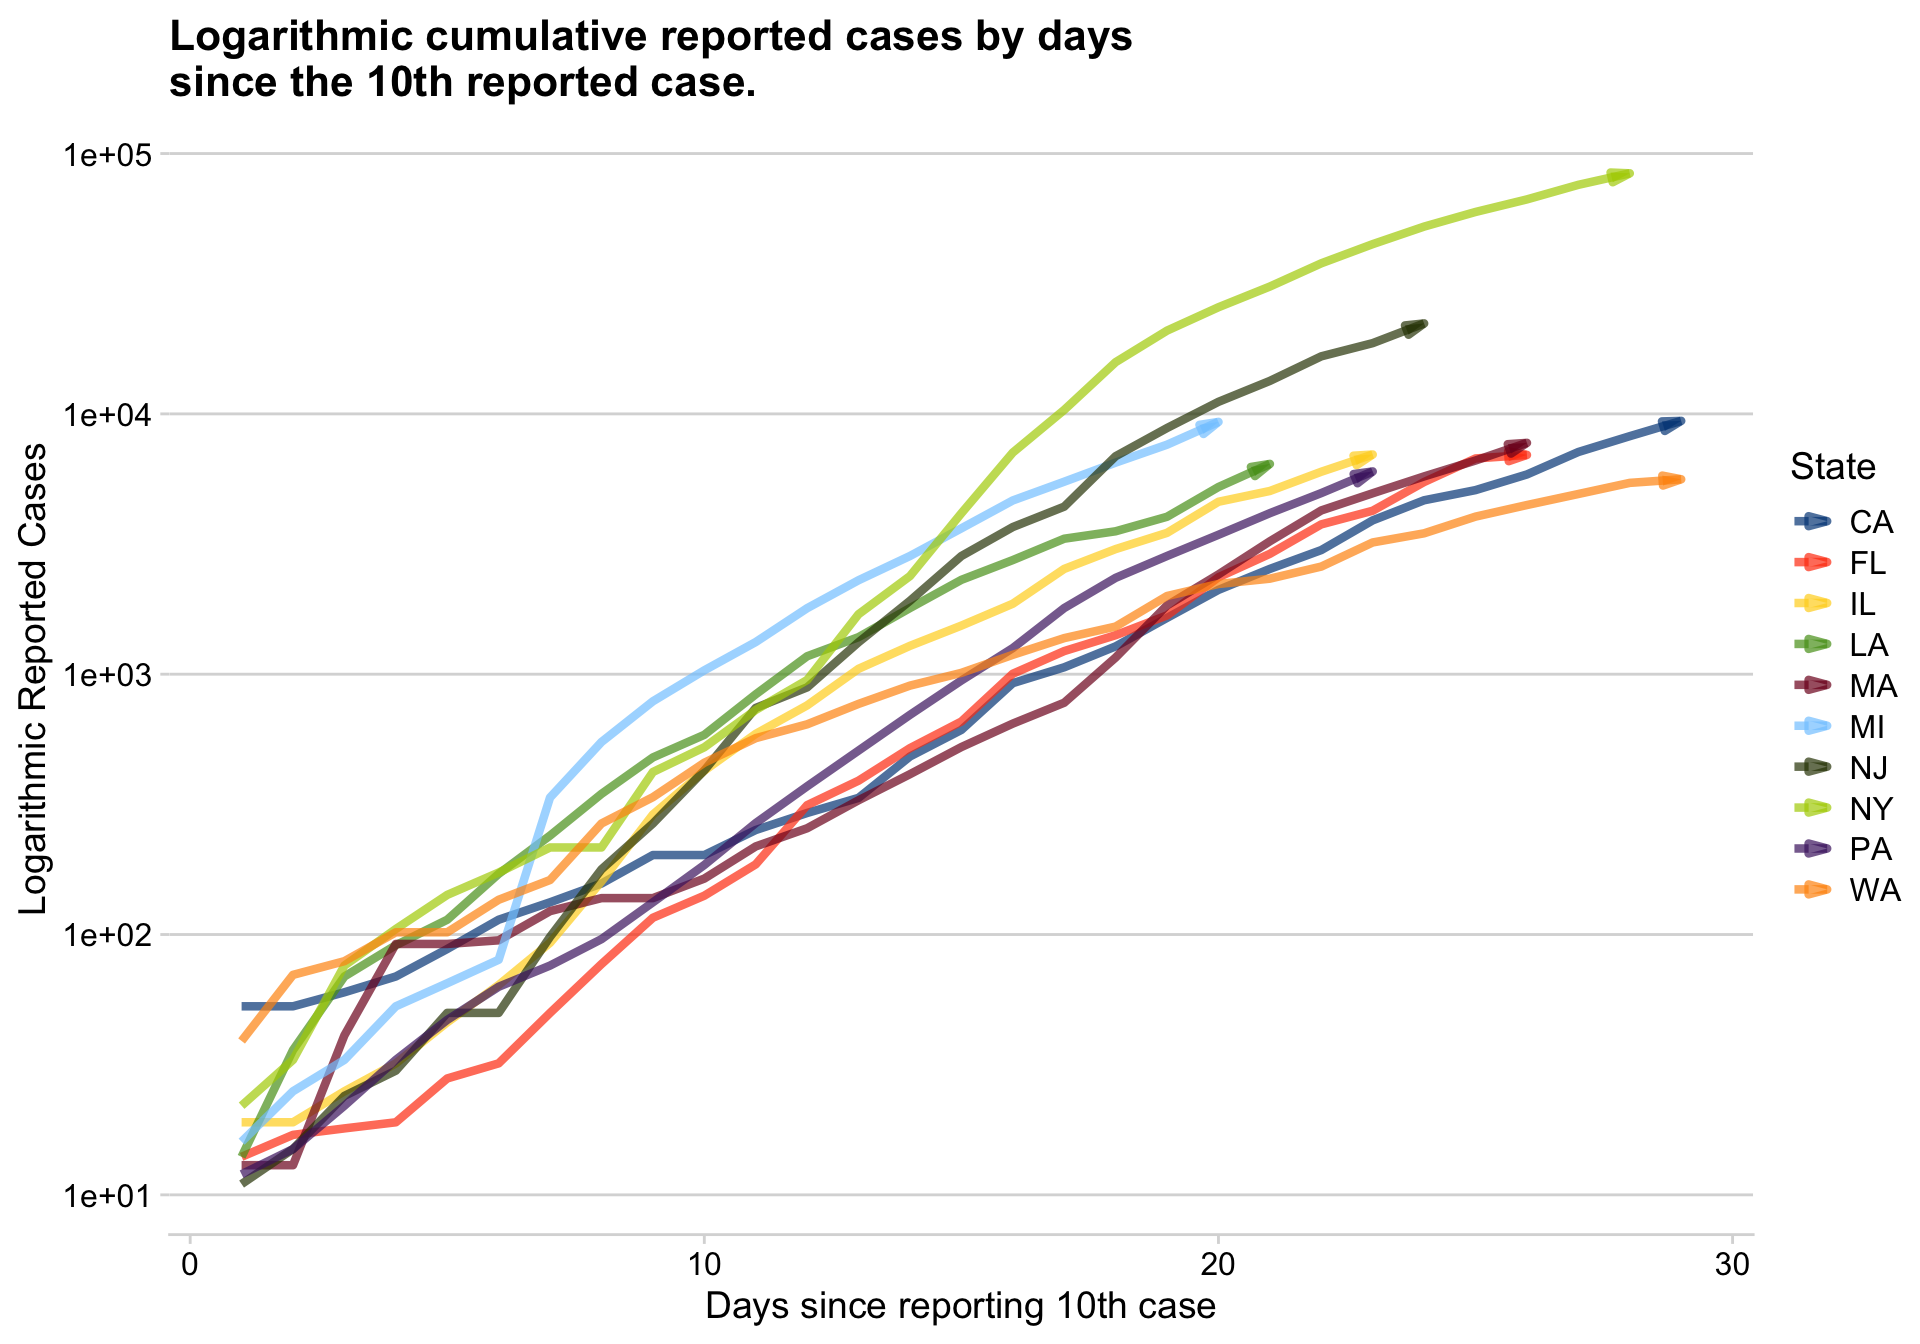 Logarithmic cumulative reported cases by days
since the 10th reported case.
1e+05
1e+04
1e+03
1e+02
1e+01
Logarithmic Reported Cases
0 10 20 30
Days since reporting 10th case
State
CA
FL
IL
LA
MA
MI
NJ
NY
PA
WA